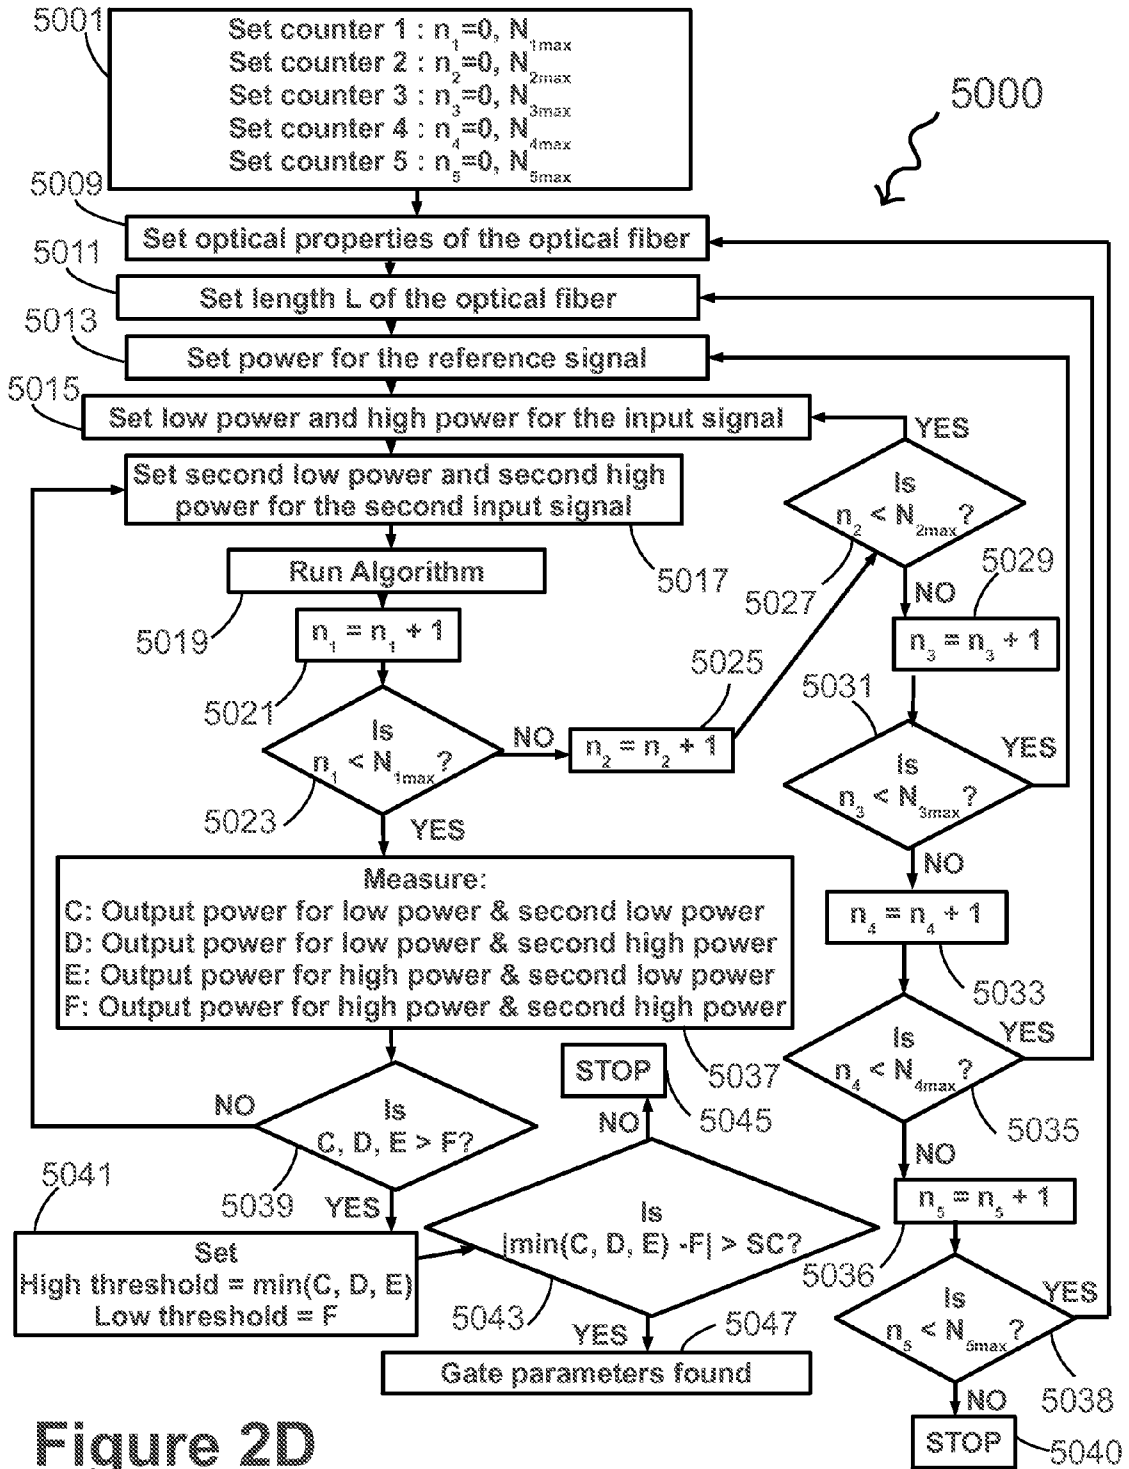 5001
Set counter 1 : n1=0, N1max
Set counter 2 : n2=0, N2max
Set counter 3 : n3=0, N3max
Set counter 4 : n4=0, N4max
Set counter 5 : n5=0, N5max
5000
5009
Set optical properties of the optical fiber
5011
Set length L of the optical fiber
5013
Set power for the reference signal
5015
Set low power and high power for the input signal
YES
Set second low power and second high
power for the second input signal
5017
Is
n2 < N2max?
5027
NO
5029
Run Algorithm
5019
n1 = n1 + 1
5021
n3 = n3 + 1
5025
5031
Is
n1 < N1max?
5023
NO
n2 = n2 + 1
YES
Is
n3 < N3max?
YES
NO
Measure:
C: Output power for low power & second low power
D: Output power for low power & second high power
E: Output power for high power & second low power
F: Output power for high power & second high power
5037
n4 = n4 + 1
5033
Is
n4 < N4max?
YES
5035
NO
STOP
5045
NO
NO
Is
C, D, E > F?
5039
YES
5041
Set
High threshold = min(C, D, E)
Low threshold = F
Is
|min(C, D, E) -F| > SC?
5043
YES
5047
Gate parameters found
n5 = n5 + 1
5036
Is
n5 < N5max?
YES
5038
NO
STOP
5040
Figure 2D